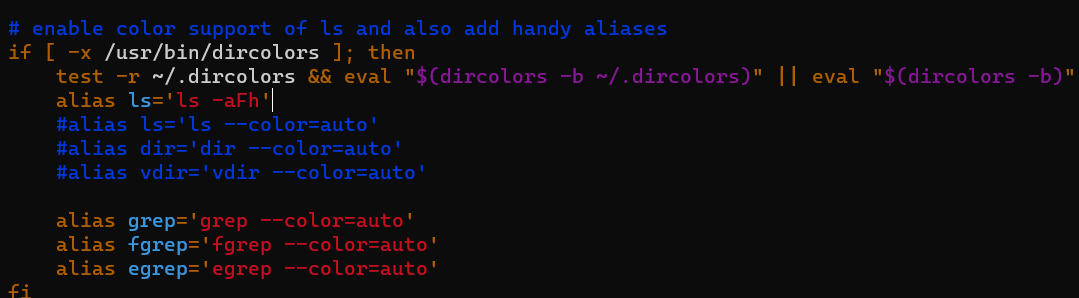 # enable color support of ls and also add handy aliases
if [ -x /usr/bin/dircolors ]; then
    test -r ~/.dircolors && eval "$(dircolors -b ~/.dircolors)" || eval "$(dircolors -b)"
    alias ls='ls -aFh'
    #alias ls='ls --color=auto'
    #alias dir='dir --color=auto'
    #alias vdir='vdir --color=auto'

    alias grep='grep --color=auto'
    alias fgrep='fgrep --color=auto'
    alias egrep='egrep --color=auto'
fi